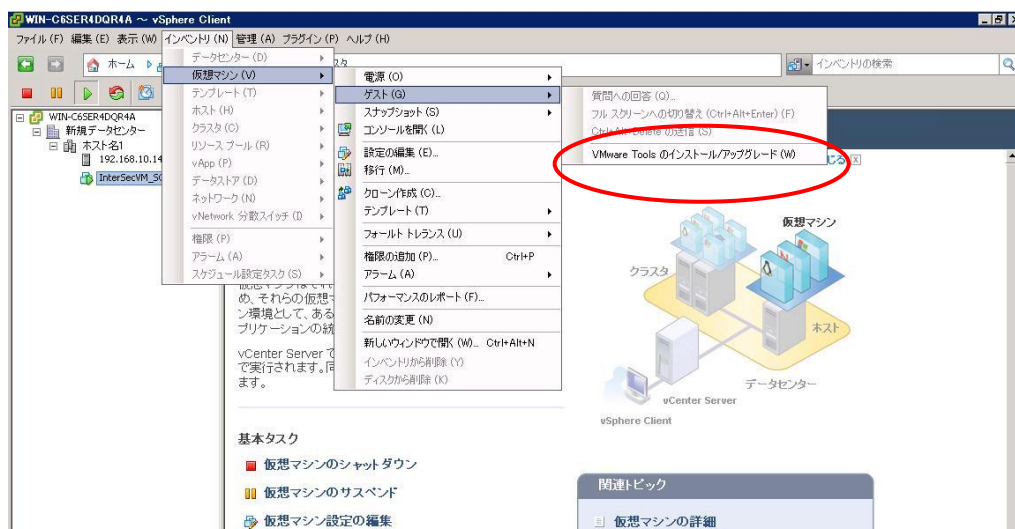 WIN-C6SER4DQR4A ～ vSphere Client
ファイル (F) 編集 (E) 表示 (W) インベントリ (N) 管理 (A) プラグイン (P) ヘルプ (H)
ホーム
インベントリの検索
データセンター (D)
仮想マシン (V)
テンプレート (T)
ホスト (H)
クラスタ (C)
リソース プール (R)
vApp (P)
データストア (D)
ネットワーク (N)
vNetwork 分散スイッチ (I)
権限 (P)
アラーム (A)
スケジュール設定タスク (S)
電源 (O)
ゲスト (G)
スナップショット (S)
コンソールを開く (L)
設定の編集 (E)...
移行 (M)...
クローン作成 (C)...
テンプレート (T)
フォールト トレランス (U)
権限の追加 (P)... Ctrl+P
アラーム (A)
パフォーマンスのレポート (F)...
名前の変更 (N)
新しいウィンドウで開く (W)... Ctrl+Alt+N
インベントリから削除 (Y)
ディスクから削除 (K)
質問への回答 (Q)...
フル スクリーンへの切り替え (Ctrl+Alt+Enter) (F)
Ctrl+Alt+Delete の送信 (S)
VMware Tools のインストール/アップグレード (W)
じる
WIN-C6SER4DQR4A
新規データセンター
ホスト名1
192.168.10.14
InterSecVM_SC
め、それらの仮想
ン環境として、ある
プリケーションの統
vCenter Server で
で実行されます。同
ます。
仮想マシン
クラスタ
ホスト
データセンター
vCenter Server
vSphere Client
基本タスク
仮想マシンのシャットダウン
仮想マシンのサスペンド
仮想マシン設定の編集
関連トピック
仮想マシンの詳細